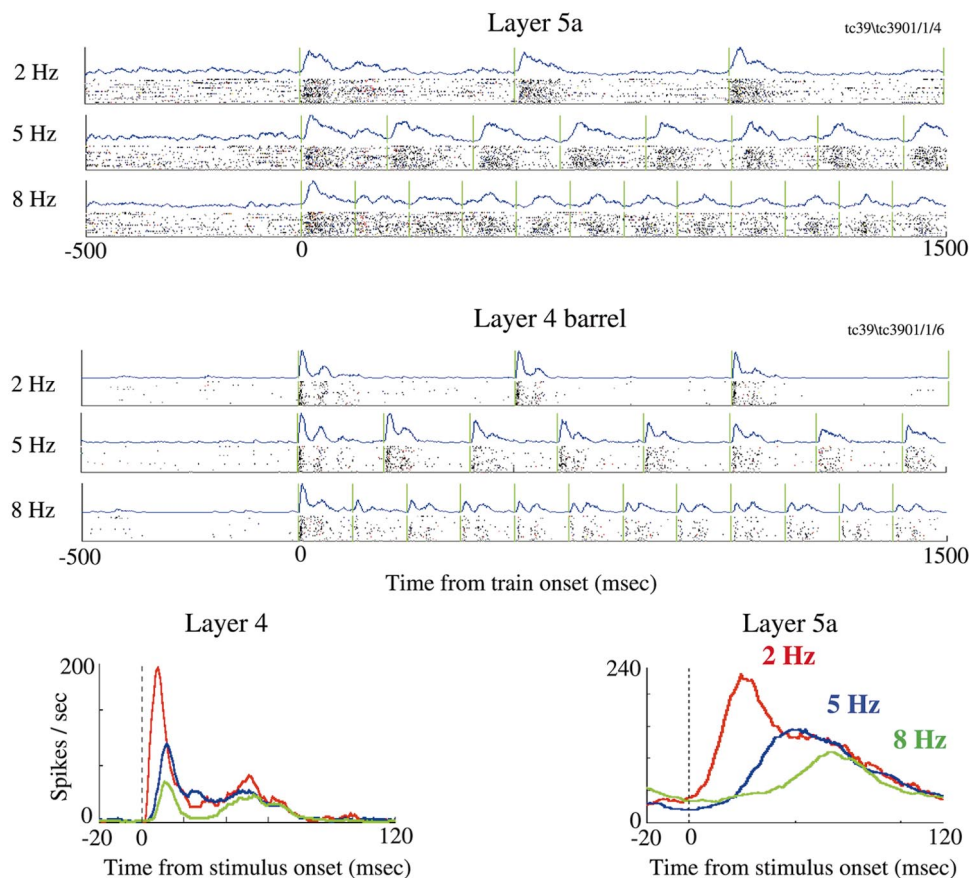 Layer 5a
tc39\tc3901/1/4
2 Hz
5 Hz
8 Hz
-500 0 1500
Layer 4 barrel
tc39\tc3901/1/6
2 Hz
5 Hz
8 Hz
-500 0 1500
Time from train onset (msec)
Layer 4
200
Spikes / sec
0
-20 0 120
Time from stimulus onset (msec)
Layer 5a
240
2 Hz
5 Hz
8 Hz
0
-20 0 120
Time from stimulus onset (msec)